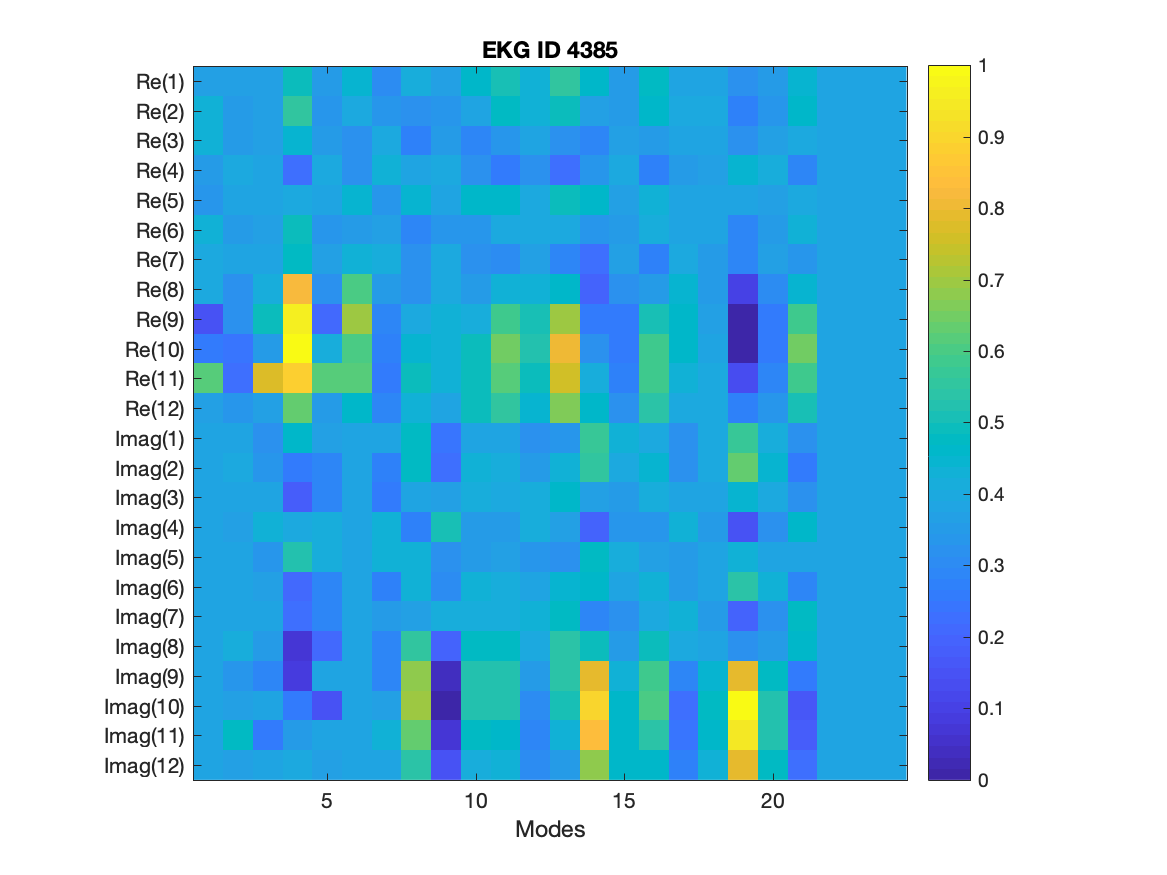 EKG ID 4385
Re(1)
Re(2)
Re(3)
Re(4)
Re(5)
Re(6)
Re(7)
Re(8)
Re(9)
Re(10)
Re(11)
Re(12)
Imag(1)
Imag(2)
Imag(3)
Imag(4)
Imag(5)
Imag(6)
Imag(7)
Imag(8)
Imag(9)
Imag(10)
Imag(11)
Imag(12)
5 10 15 20
Modes
1
0.9
0.8
0.7
0.6
0.5
0.4
0.3
0.2
0.1
0